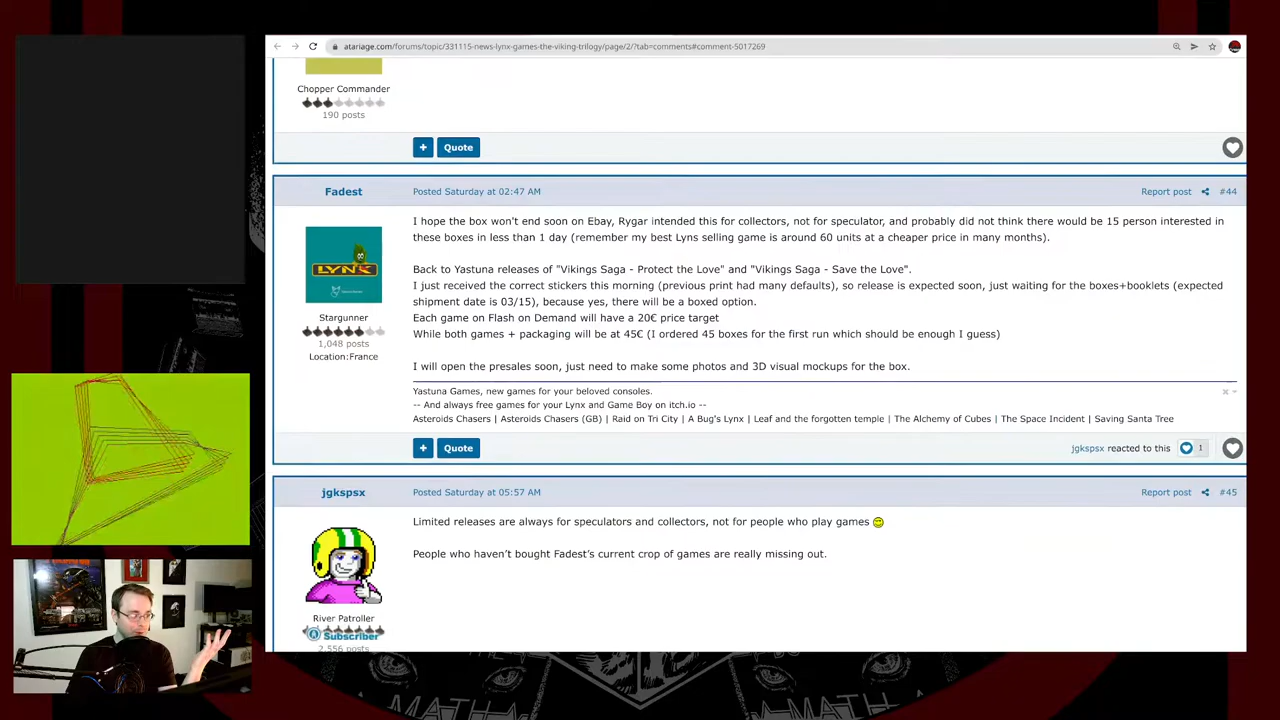 atariage.com/forums/topic/331115-news-lynx-games-the-viking-trilogy/page/2/?tab=comments#comment-5017269
Chopper Commander
190 posts
+ Quote
Fadest
Posted Saturday at 02:47 AM
Report post #44
LYNX
Stargunner
1,048 posts
Location:France
I hope the box won't end soon on Ebay, Rygar intended this for collectors, not for speculator, and probably did not think there would be 15 person interested in
these boxes in less than 1 day (remember my best Lyns selling game is around 60 units at a cheaper price in many months).
Back to Yastuna releases of "Vikings Saga - Protect the Love" and "Vikings Saga - Save the Love".
I just received the correct stickers this morning (previous print had many defaults), so release is expected soon, just waiting for the boxes+booklets (expected
shipment date is 03/15), because yes, there will be a boxed option.
Each game on Flash on Demand will have a 20€ price target
While both games + packaging will be at 45€ (I ordered 45 boxes for the first run which should be enough I guess)
I will open the presales soon, just need to make some photos and 3D visual mockups for the box.
Yastuna Games, new games for your beloved consoles.
-- And always free games for your Lynx and Game Boy on itch.io --
Asteroids Chasers | Asteroids Chasers (GB) | Raid on Tri City | A Bug's Lynx | Leaf and the forgotten temple | The Alchemy of Cubes | The Space Incident | Saving Santa Tree
+ Quote
jgkspsx reacted to this 1
jgkspsx
Posted Saturday at 05:57 AM
Report post #45
Subscriber
River Patroller
2,556 posts
Limited releases are always for speculators and collectors, not for people who play games
People who haven't bought Fadest's current crop of games are really missing out.